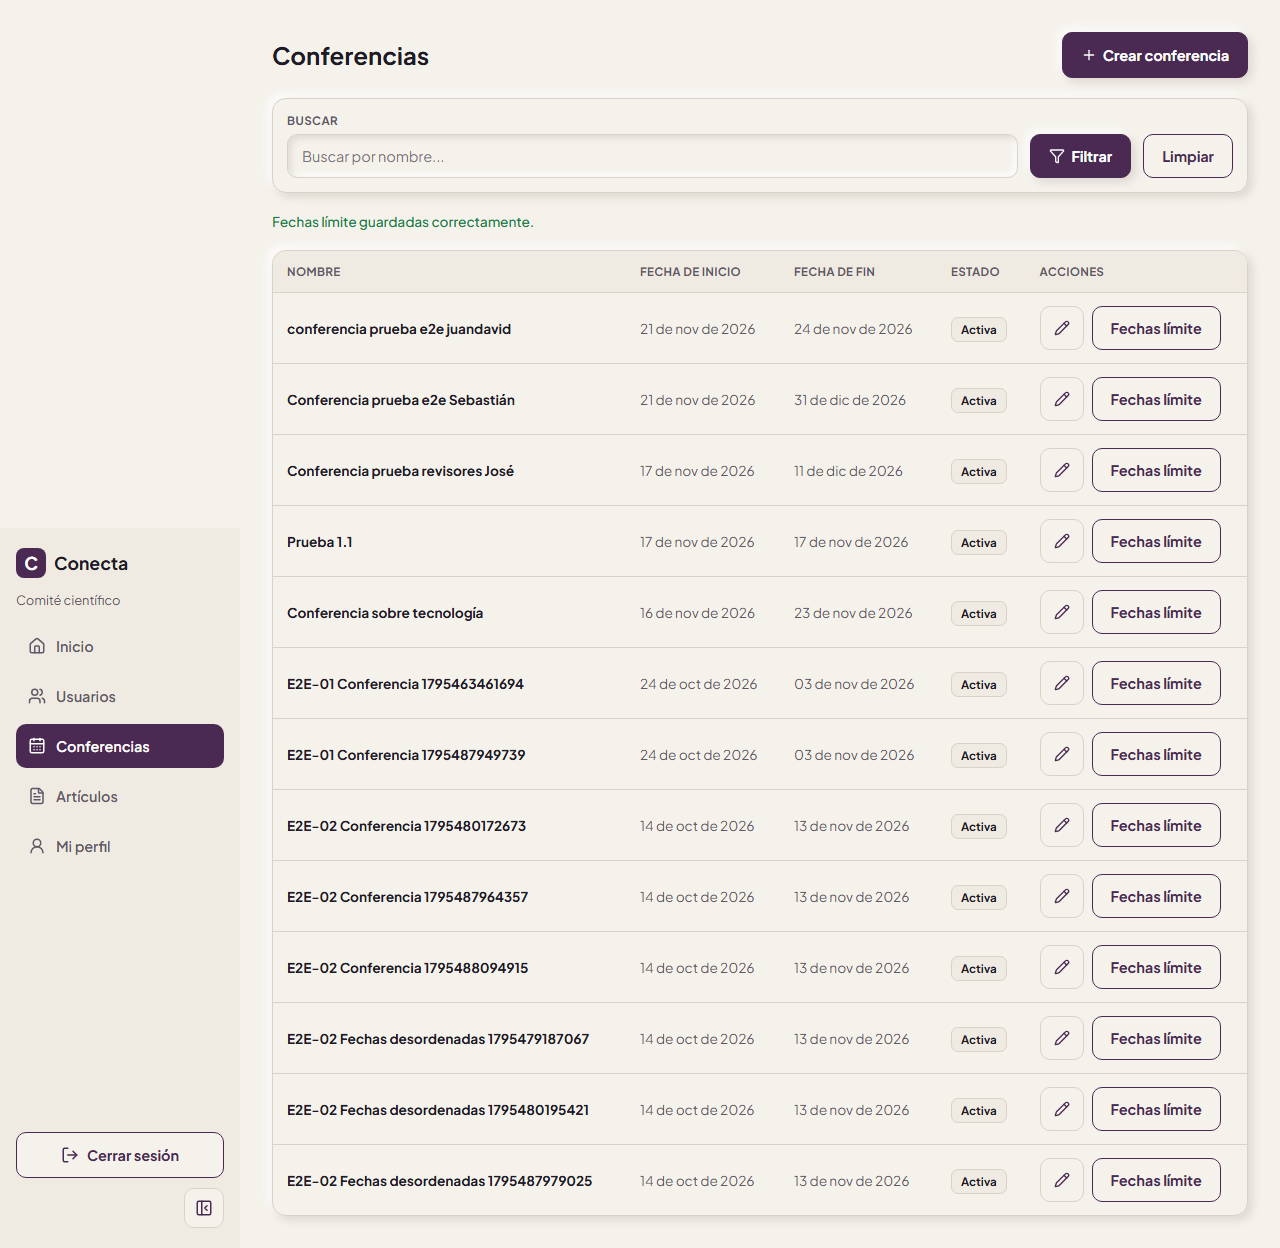 Conferencias
+ Crear conferencia
BUSCAR
Buscar por nombre...
Filtrar
Limpiar
Fechas límite guardadas correctamente.
NOMBRE FECHA DE INICIO FECHA DE FIN ESTADO ACCIONES
conferencia prueba e2e juandavid 21 de nov de 2026 24 de nov de 2026 Activa Fechas límite
Conferencia prueba e2e Sebastián 21 de nov de 2026 31 de dic de 2026 Activa Fechas límite
Conferencia prueba revisores José 17 de nov de 2026 11 de dic de 2026 Activa Fechas límite
Prueba 1.1 17 de nov de 2026 17 de nov de 2026 Activa Fechas límite
Conferencia sobre tecnología 16 de nov de 2026 23 de nov de 2026 Activa Fechas límite
E2E-01 Conferencia 1795463461694 24 de oct de 2026 03 de nov de 2026 Activa Fechas límite
E2E-01 Conferencia 1795487949739 24 de oct de 2026 03 de nov de 2026 Activa Fechas límite
E2E-02 Conferencia 1795480172673 14 de oct de 2026 13 de nov de 2026 Activa Fechas límite
E2E-02 Conferencia 1795487964357 14 de oct de 2026 13 de nov de 2026 Activa Fechas límite
E2E-02 Conferencia 1795488094915 14 de oct de 2026 13 de nov de 2026 Activa Fechas límite
E2E-02 Fechas desordenadas 1795479187067 14 de oct de 2026 13 de nov de 2026 Activa Fechas límite
E2E-02 Fechas desordenadas 1795480195421 14 de oct de 2026 13 de nov de 2026 Activa Fechas límite
E2E-02 Fechas desordenadas 1795487979025 14 de oct de 2026 13 de nov de 2026 Activa Fechas límite
C Conecta
Comité científico
Inicio
Usuarios
Conferencias
Artículos
Mi perfil
Cerrar sesión